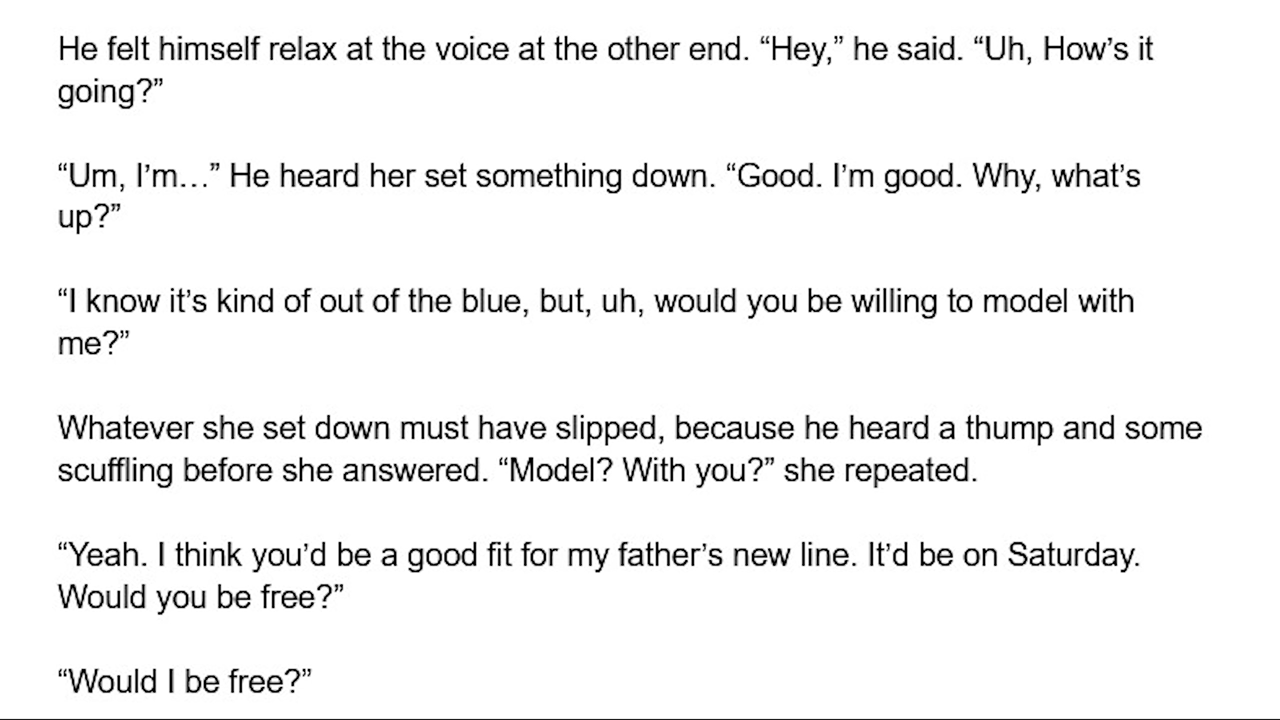 He felt himself relax at the voice at the other end. “Hey,” he said. “Uh, How’s it
going?”
“Um, I’m…” He heard her set something down. “Good. I’m good. Why, what’s
up?”
“I know it’s kind of out of the blue, but, uh, would you be willing to model with
me?”
Whatever she set down must have slipped, because he heard a thump and some
scuffling before she answered. “Model? With you?” she repeated.
“Yeah. I think you’d be a good fit for my father’s new line. It’d be on Saturday.
Would you be free?”
“Would I be free?”